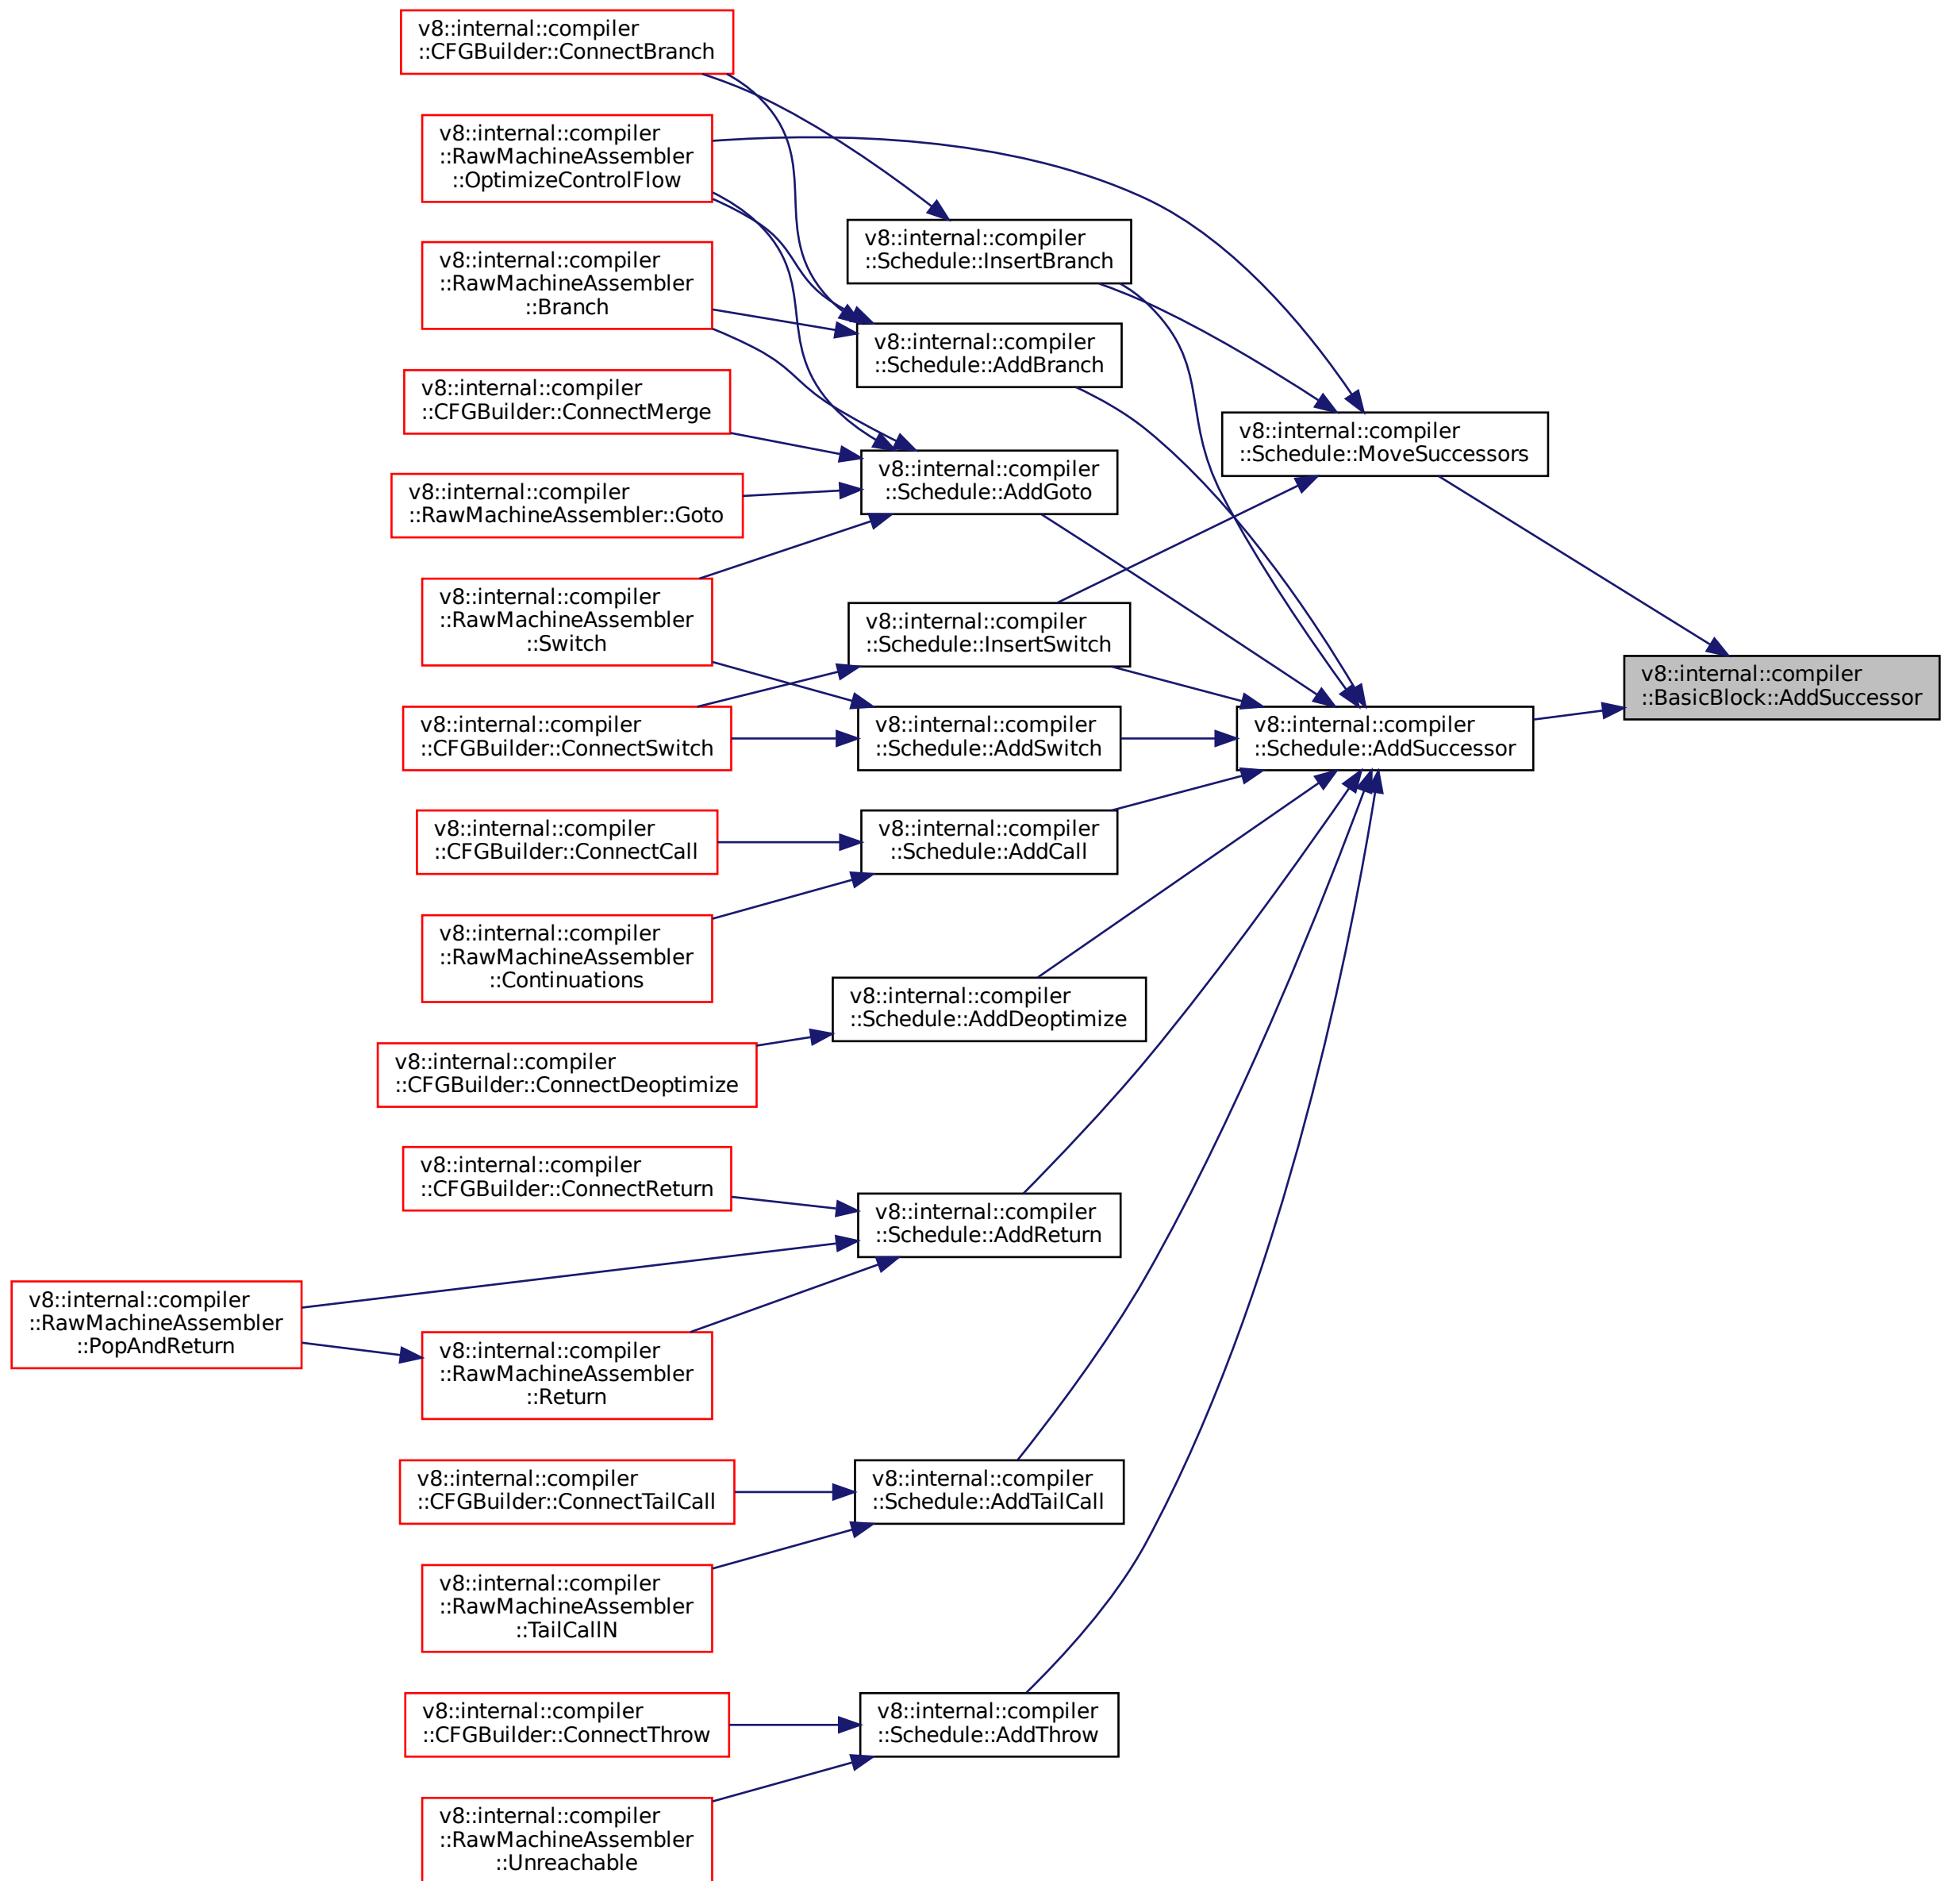 v8::internal::compiler
::CFGBuilder::ConnectBranch
v8::internal::compiler
::RawMachineAssembler
::OptimizeControlFlow
v8::internal::compiler
::RawMachineAssembler
::Branch
v8::internal::compiler
::CFGBuilder::ConnectMerge
v8::internal::compiler
::RawMachineAssembler::Goto
v8::internal::compiler
::RawMachineAssembler
::Switch
v8::internal::compiler
::CFGBuilder::ConnectSwitch
v8::internal::compiler
::CFGBuilder::ConnectCall
v8::internal::compiler
::RawMachineAssembler
::Continuations
v8::internal::compiler
::CFGBuilder::ConnectDeoptimize
v8::internal::compiler
::CFGBuilder::ConnectReturn
v8::internal::compiler
::RawMachineAssembler
::PopAndReturn
v8::internal::compiler
::RawMachineAssembler
::Return
v8::internal::compiler
::CFGBuilder::ConnectTailCall
v8::internal::compiler
::RawMachineAssembler
::TailCallN
v8::internal::compiler
::CFGBuilder::ConnectThrow
v8::internal::compiler
::RawMachineAssembler
::Unreachable
v8::internal::compiler
::Schedule::InsertBranch
v8::internal::compiler
::Schedule::AddBranch
v8::internal::compiler
::Schedule::AddGoto
v8::internal::compiler
::Schedule::InsertSwitch
v8::internal::compiler
::Schedule::AddSwitch
v8::internal::compiler
::Schedule::AddCall
v8::internal::compiler
::Schedule::AddDeoptimize
v8::internal::compiler
::Schedule::AddReturn
v8::internal::compiler
::Schedule::AddTailCall
v8::internal::compiler
::Schedule::AddThrow
v8::internal::compiler
::Schedule::MoveSuccessors
v8::internal::compiler
::Schedule::AddSuccessor
v8::internal::compiler
::BasicBlock::AddSuccessor